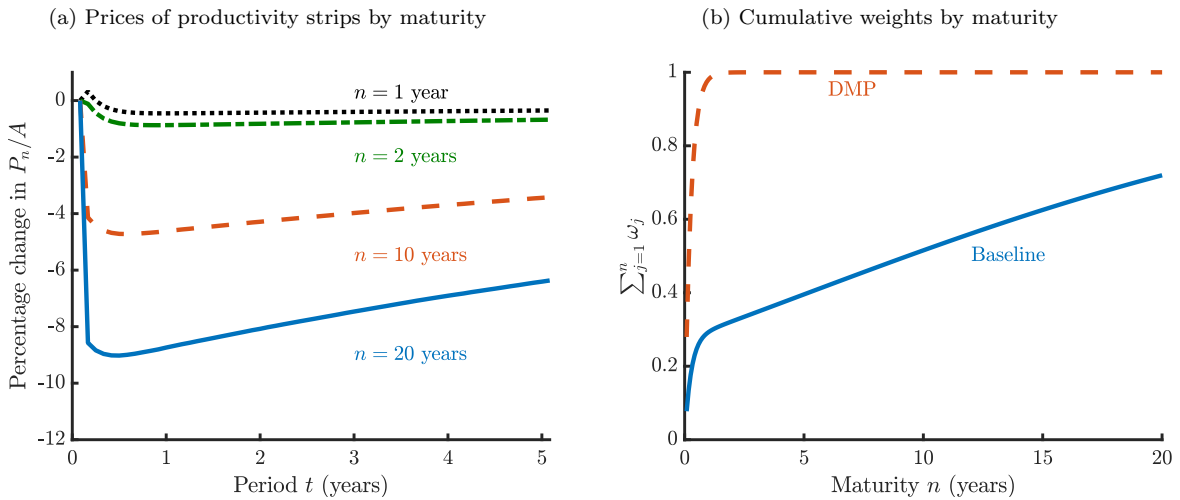 (a) Prices of productivity strips by maturity
Percentage change in P_n/A
0
-2
-4
-6
-8
-10
-12
n = 1 year
n = 2 years
n = 10 years
n = 20 years
0 1 2 3 4 5
Period t (years)
(b) Cumulative weights by maturity
∑_{j=1}^{n} ω_j
1
0.8
0.6
0.4
0.2
0
DMP
Baseline
0 5 10 15 20
Maturity n (years)